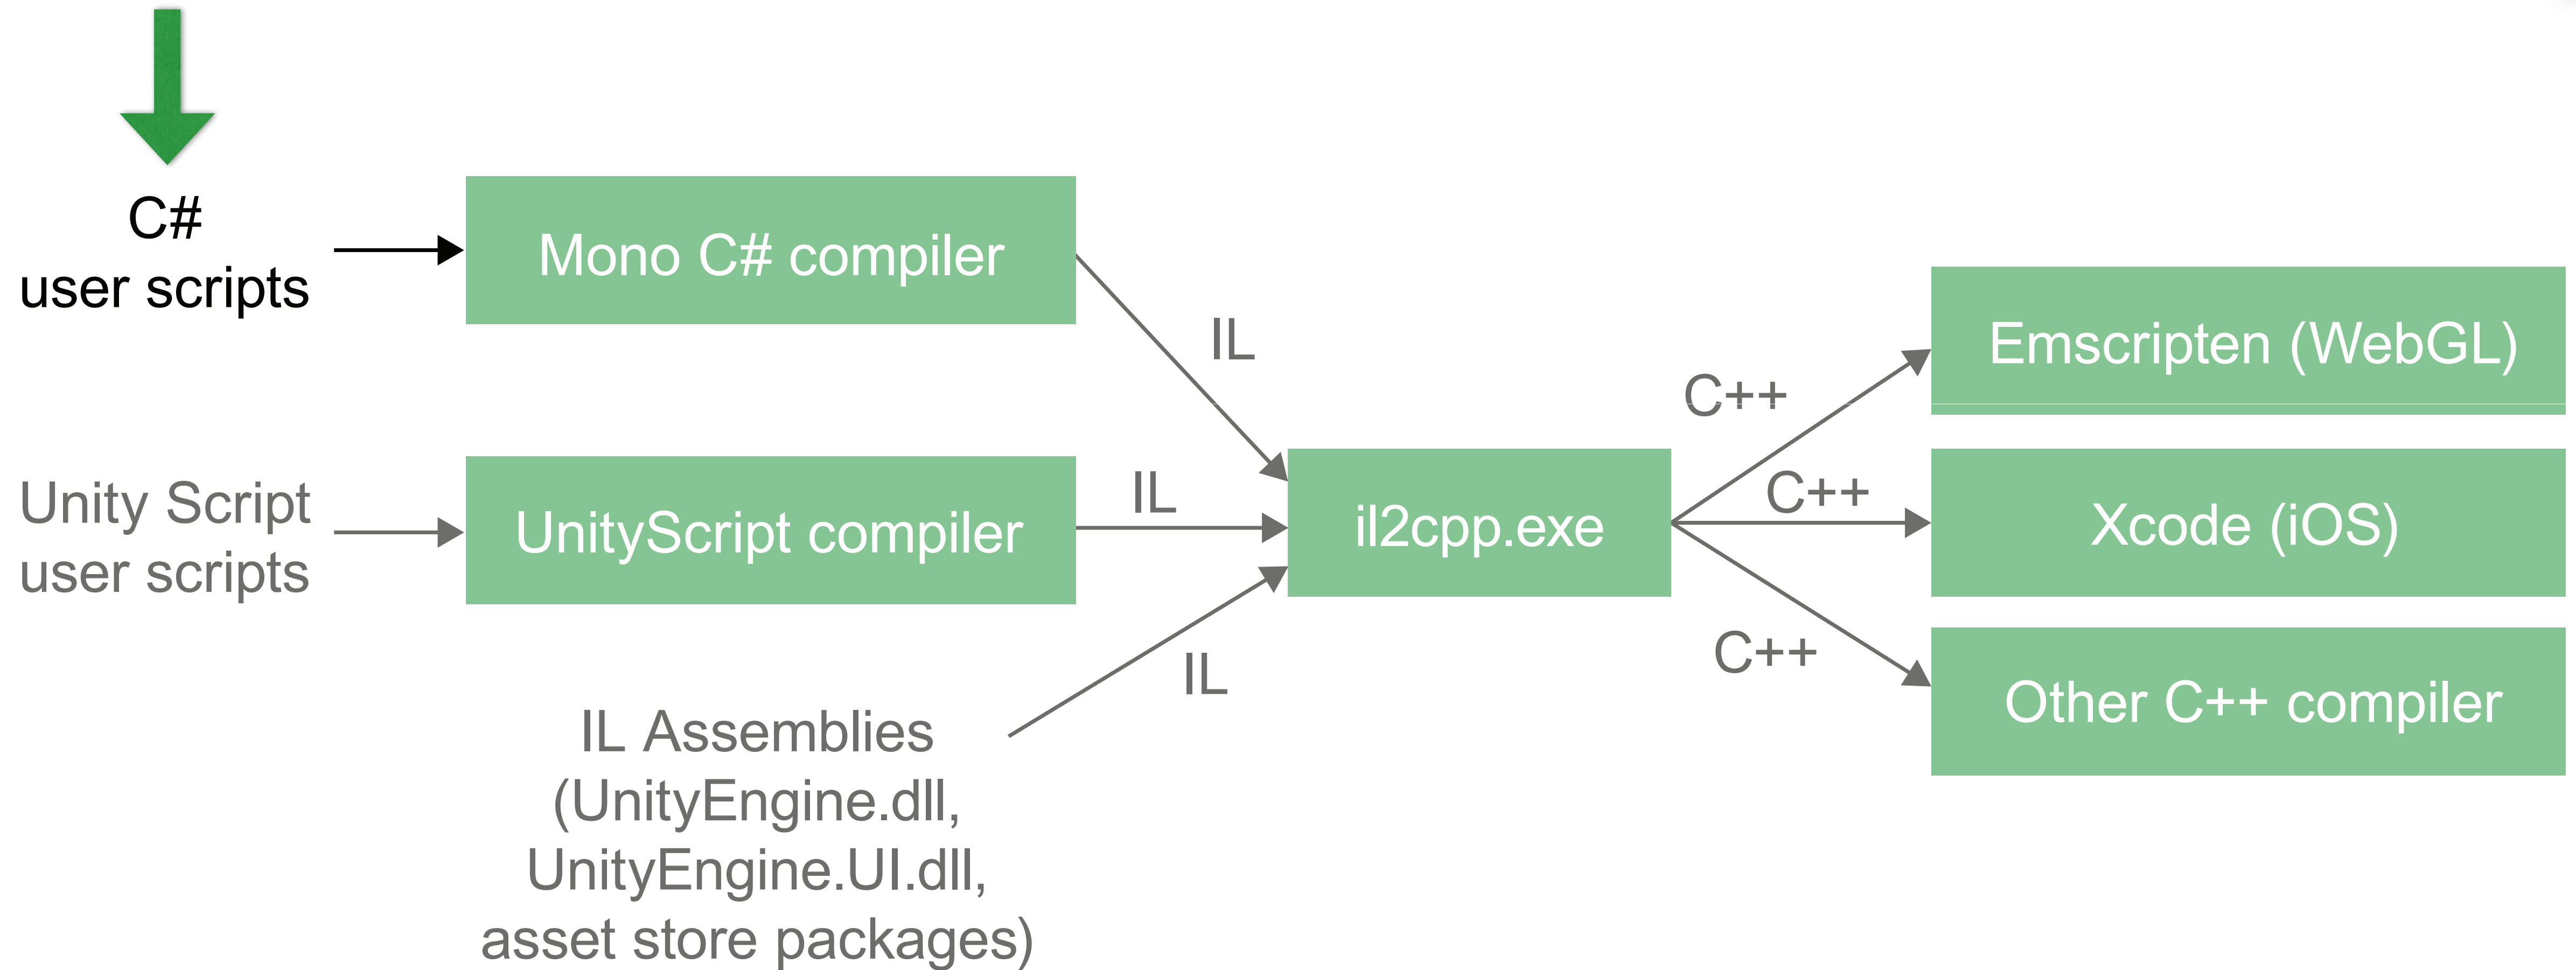 C#
user scripts
Mono C# compiler
IL
Unity Script
user scripts
UnityScript compiler
IL
IL
IL Assemblies
(UnityEngine.dll,
UnityEngine.UI.dll,
asset store packages)
il2cpp.exe
C++
C++
C++
Emscripten (WebGL)
Xcode (iOS)
Other C++ compiler